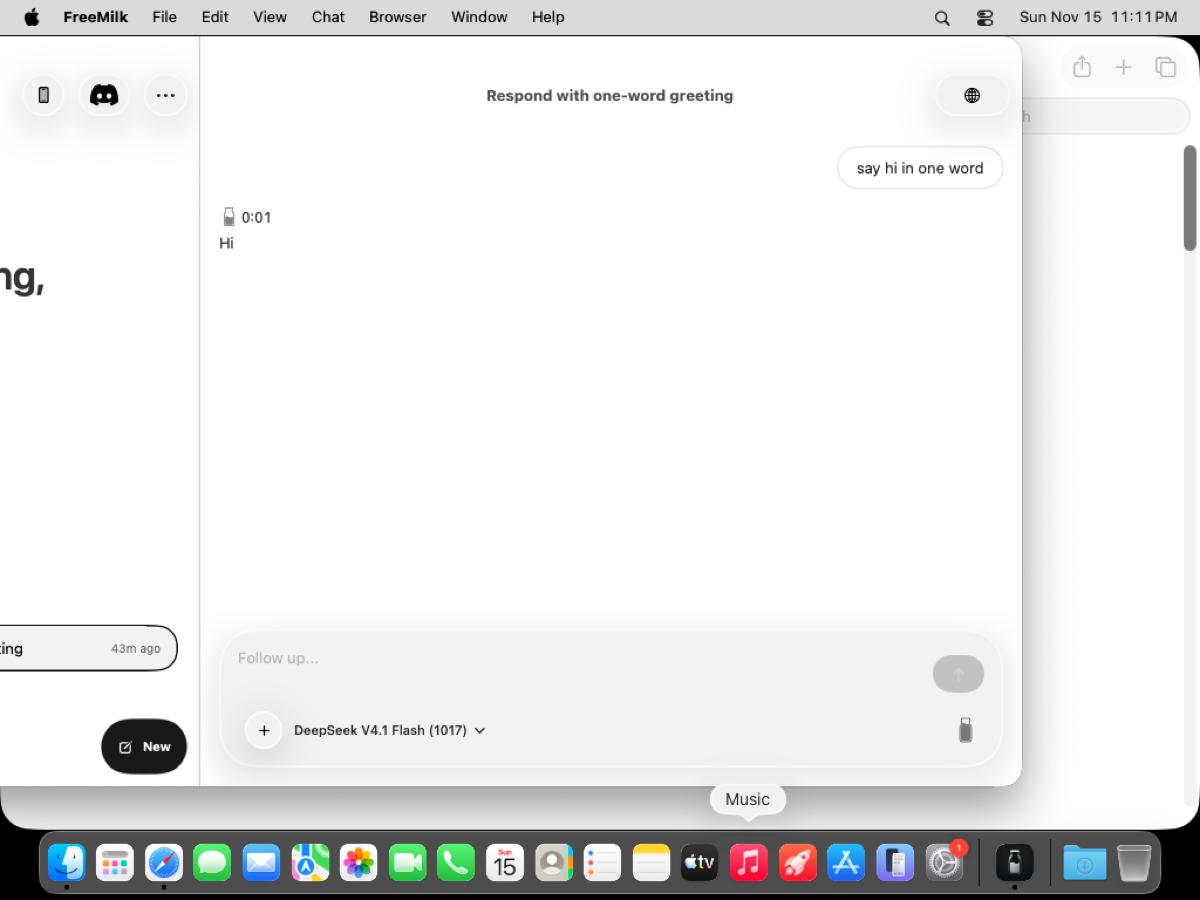 FreeMilk File Edit View Chat Browser Window Help Sun Nov 15 11:11 PM
Respond with one-word greeting
say hi in one word
0:01
Hi
ng,
ting 43m ago
New
Follow up...
DeepSeek V4.1 Flash (1017)
h
Music
Sun
15
tv
1